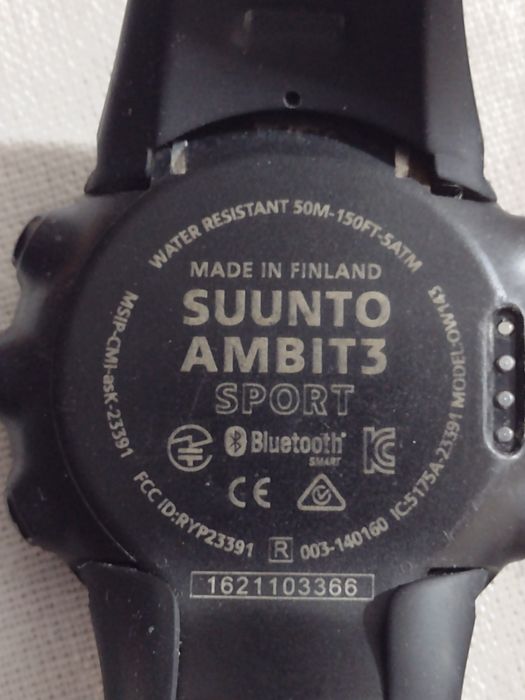 WATER RESISTANT 50M-150FT-5ATM
MADE IN FINLAND
SUUNTO
AMBIT3
SPORT
Bluetooth
SMART
CE
MSIP-CMI-asK-23391
FCC ID:RYP23391
R 003-140160
IC:5175A-23391 MODEL:OW143
1621103366